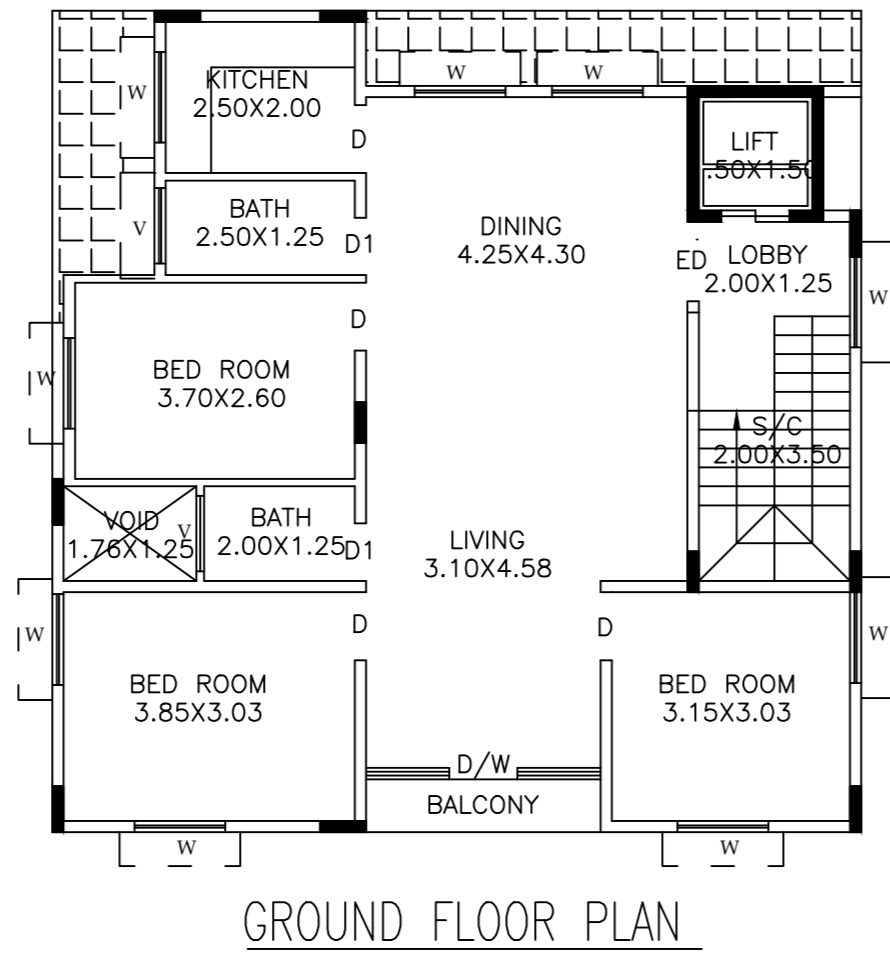 W
W
KITCHEN
2.50X2.00
W
D
LIFT
.50X1.50
BATH
2.50X1.25
V
D1
DINING
4.25X4.30
ED
LOBBY
2.00X1.25
W
D
BED ROOM
3.70X2.60
W
S/C
2.00X3.50
VOID
1.76X1.25
V
BATH
2.00X1.25
D1
LIVING
3.10X4.58
W
D
D
W
BED ROOM
3.85X3.03
BED ROOM
3.15X3.03
D/W
BALCONY
W
W
GROUND FLOOR PLAN